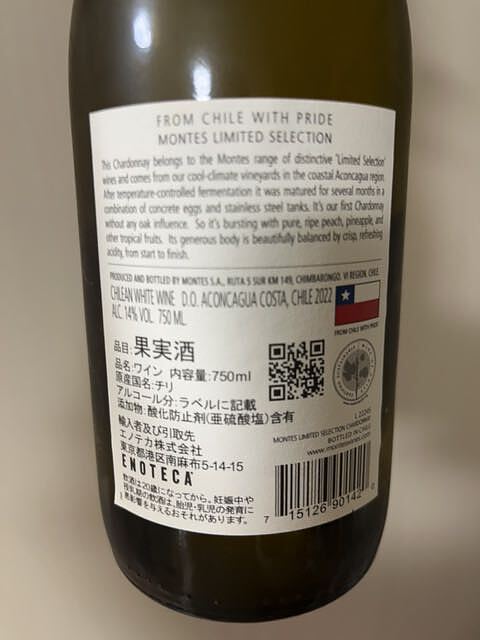 FROM CHILE WITH PRIDE
MONTES LIMITED SELECTION
This Chardonnay belongs to the Montes range of distinctive "Limited Selection"
wines and comes from our cool-climate vineyards in the coastal Aconcagua region.
After temperature-controlled fermentation it was matured for several months in a
combination of concrete eggs and stainless steel tanks. It's our first Chardonnay
without any oak influence. So it's bursting with pure, ripe peach, pineapple, and
other tropical fruits. Its generous body is beautifully balanced by crisp, refreshing
acidity, from start to finish.
PRODUCED AND BOTTLED BY MONTES S.A., RUTA 5 SUR KM 149, CHIMBARONGO, VI REGION, CHILE.
CHILEAN WHITE WINE D.O. ACONCAGUA COSTA, CHILE 2022
ALC. 14% VOL. 750 ML
FROM CHILE WITH PRIDE
品目:果実酒
品名:ワイン 内容量:750ml
原産国名:チリ
アルコール分:ラベルに記載
添加物:酸化防止剤(亜硫酸塩)含有
輸入者及び引取先
エノテカ株式会社
東京都港区南麻布5-14-15
ENOTECA
飲酒は20歳になってから。妊娠中や
授乳期の飲酒は、胎児・乳児の発育に
悪影響を与えるおそれがあります。
L 22245
MONTES LIMITED SELECTION CHARDONNAY
BOTTLED IN CHILE
www.monteswines.com
7 15126 90142 0